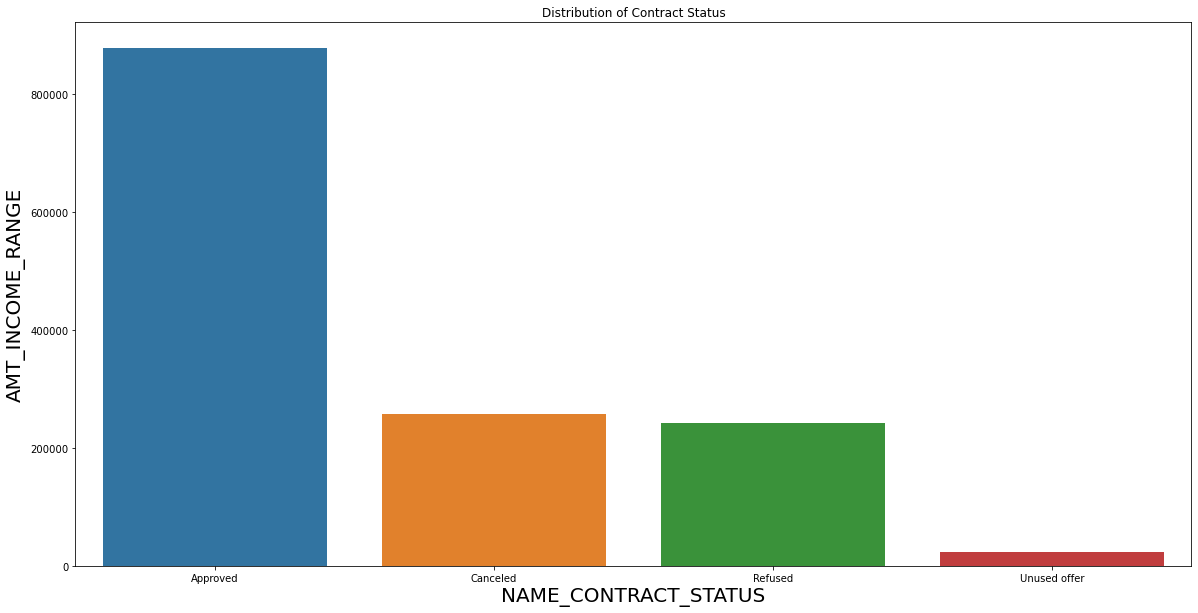 Distribution of Contract Status
AMT_INCOME_RANGE
800000
600000
400000
200000
0
Approved
Canceled
Refused
Unused offer
NAME_CONTRACT_STATUS